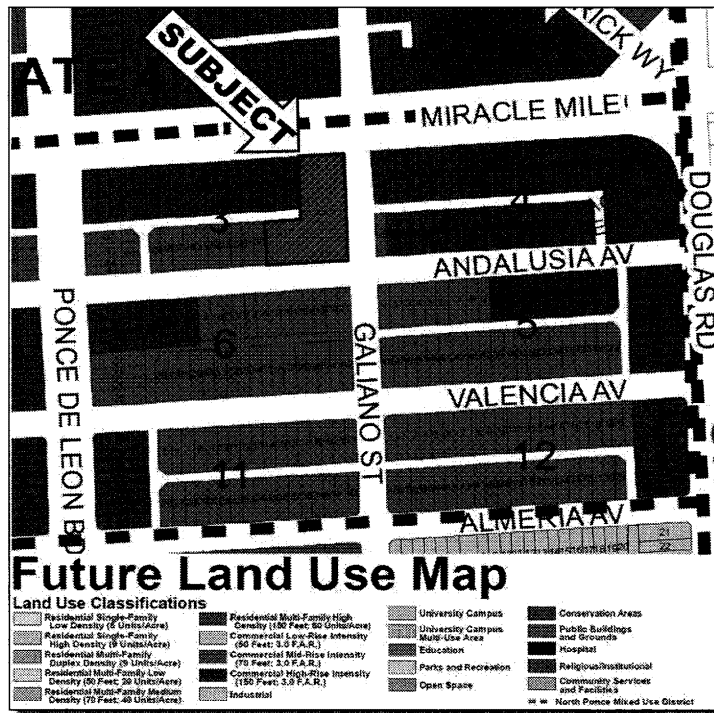 ATE
RICK WY
SUBJECT
MIRACLE MILE
3
4
DOUGLAS RD
ANDALUSIA AV
PONCE DE LEON BD
6
GALIANO ST
5
VALENCIA AV
11
12
ALMERIA AV
21
22
Future Land Use Map
Land Use Classifications
Residential Single-Family
Low Density (6 Units/Acre)
Residential Single-Family
High Density (9 Units/Acre)
Residential Multi-Family
Duplex Density (9 Units/Acre)
Residential Multi-Family Low
Density (50 Feet; 20 Units/Acre)
Residential Multi-Family Medium
Density (70 Feet; 40 Units/Acre)
Residential Multi-Family High
Density (150 Feet; 60 Units/Acre)
Commercial Low-Rise Intensity
(50 Feet; 3.0 F.A.R.)
Commercial Mid-Rise Intensity
(70 Feet; 3.0 F.A.R.)
Commercial High-Rise Intensity
(150 Feet; 3.0 F.A.R.)
Industrial
University Campus
University Campus
Multi-Use Area
Education
Parks and Recreation
Open Space
Conservation Areas
Public Buildings
and Grounds
Hospital
Religious/Institutional
Community Services
and Facilities
North Ponce Mixed Use District